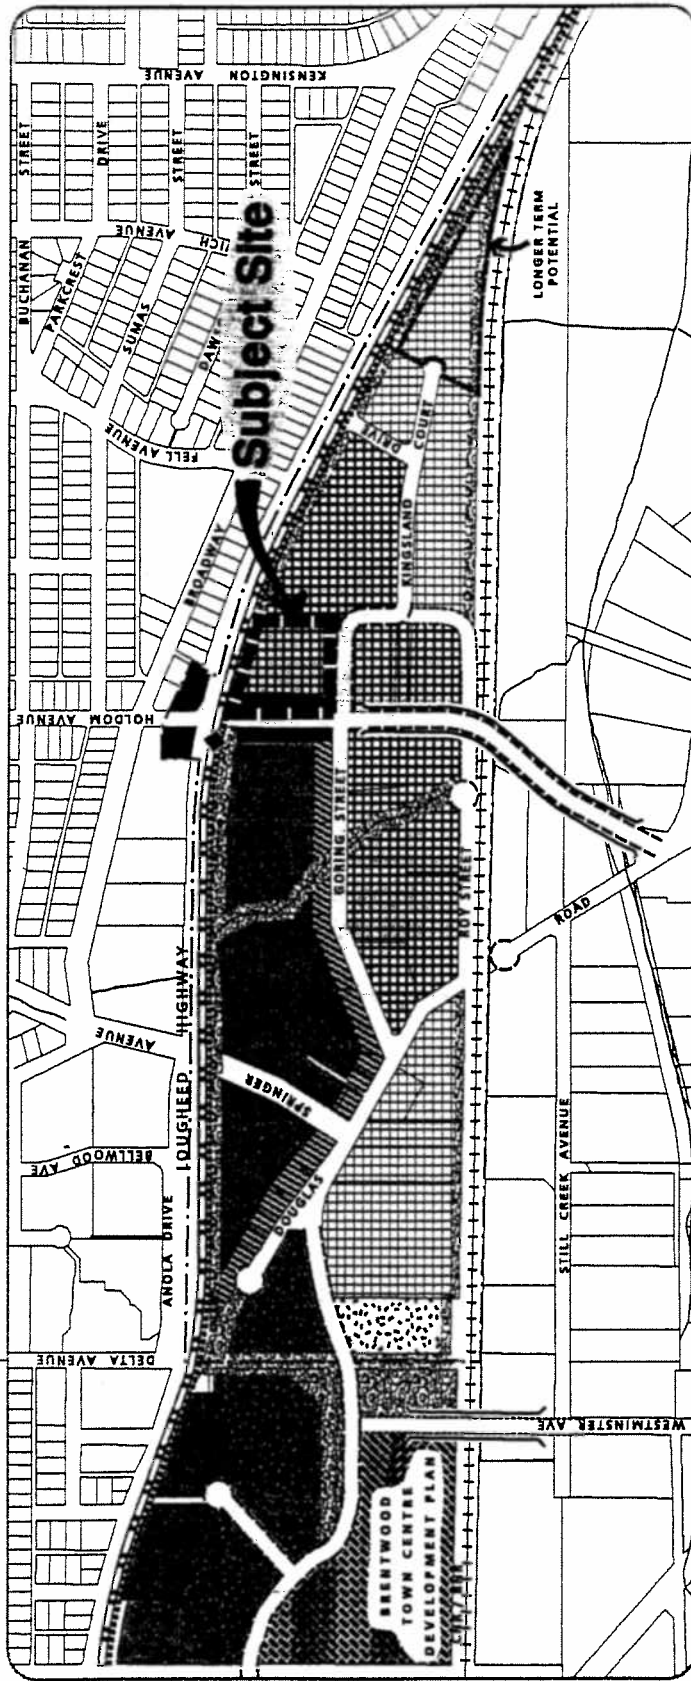 KENSINGTON AVENUE
STREET
DRIVE
STREET
STREET
BUCHANAN
PARKCREST
AVENUE
SUMAS
FELL AVENUE
Subject Site
LONGER TERM
POTENTIAL
BROADWAY
DRIVE
COURT
KINGSLAND
HOLDOM AVENUE
GORING STREET
STREET
ROAD
LOUGHEED HIGHWAY
AVENUE
SPRINGER
BELLWOOD AVE
DOUGLAS
ANOLA DRIVE
STILL CREEK AVENUE
DELTA AVENUE
WESTMINSTER AVE
BRENTWOOD
TOWN CENTRE
DEVELOPMENT PLAN